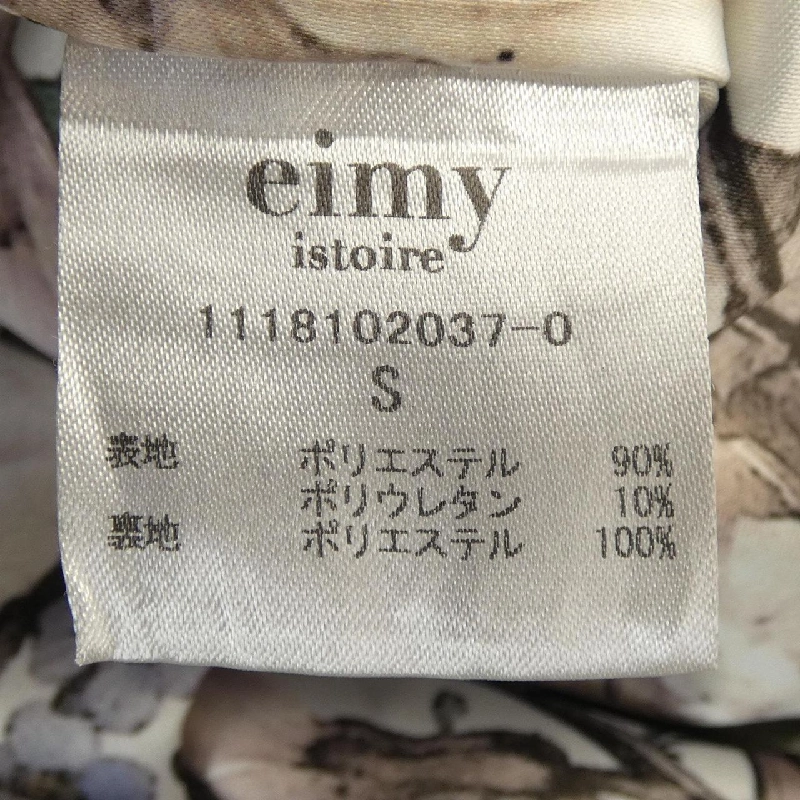 eimy
istoire
1118102037-0
S
表地 ポリエステル 90%
ポリウレタン 10%
裏地 ポリエステル 100%